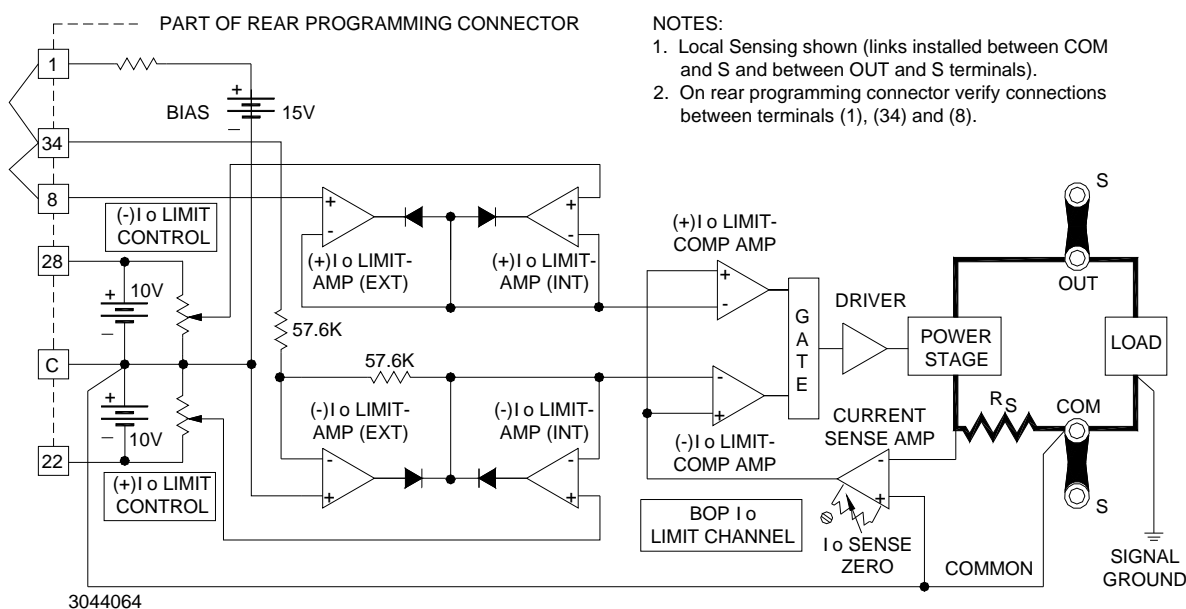 PART OF REAR PROGRAMMING CONNECTOR
NOTES:
1. Local Sensing shown (links installed between COM
and S and between OUT and S terminals).
2. On rear programming connector verify connections
between terminals (1), (34) and (8).
1
+
BIAS
15V
–
34
8
(-)I o LIMIT
CONTROL
28
+
10V
–
C
+
–
10V
22
(+)I o LIMIT
CONTROL
+
-
(+)I o LIMIT-
AMP (EXT)
+
-
(+)I o LIMIT-
AMP (INT)
57.6K
57.6K
(-)I o LIMIT-
AMP (EXT)
-
+
(-)I o LIMIT-
AMP (INT)
-
+
(+)I o LIMIT-
COMP AMP
+
-
-
+
(-)I o LIMIT-
COMP AMP
G
A
T
E
DRIVER
POWER
STAGE
S
OUT
LOAD
RS
COM
S
CURRENT
SENSE AMP
-
+
I o SENSE
ZERO
BOP I o
LIMIT CHANNEL
COMMON
SIGNAL
GROUND
3044064